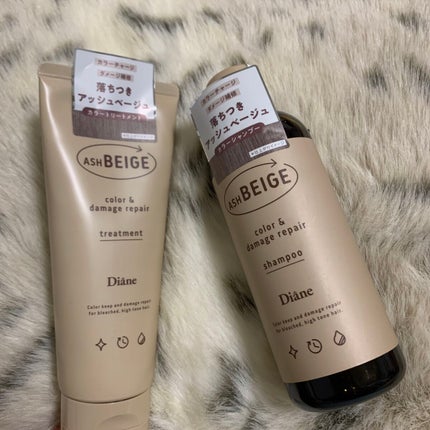 カラーチャージ
ダメージ補修
落ちつき
アッシュベージュ
カラートリートメント
ASH BEIGE
color &
damage repair
treatment
Diane
Color keep and damage repair
for bleached, high tone hair.
カラーチャージ
ダメージ補修
落ちつき
アッシュベージュ
カラーシャンプー
ASH BEIGE
color &
damage repair
shampoo
Diane
Color keep and damage repair
for bleached, high tone hair.